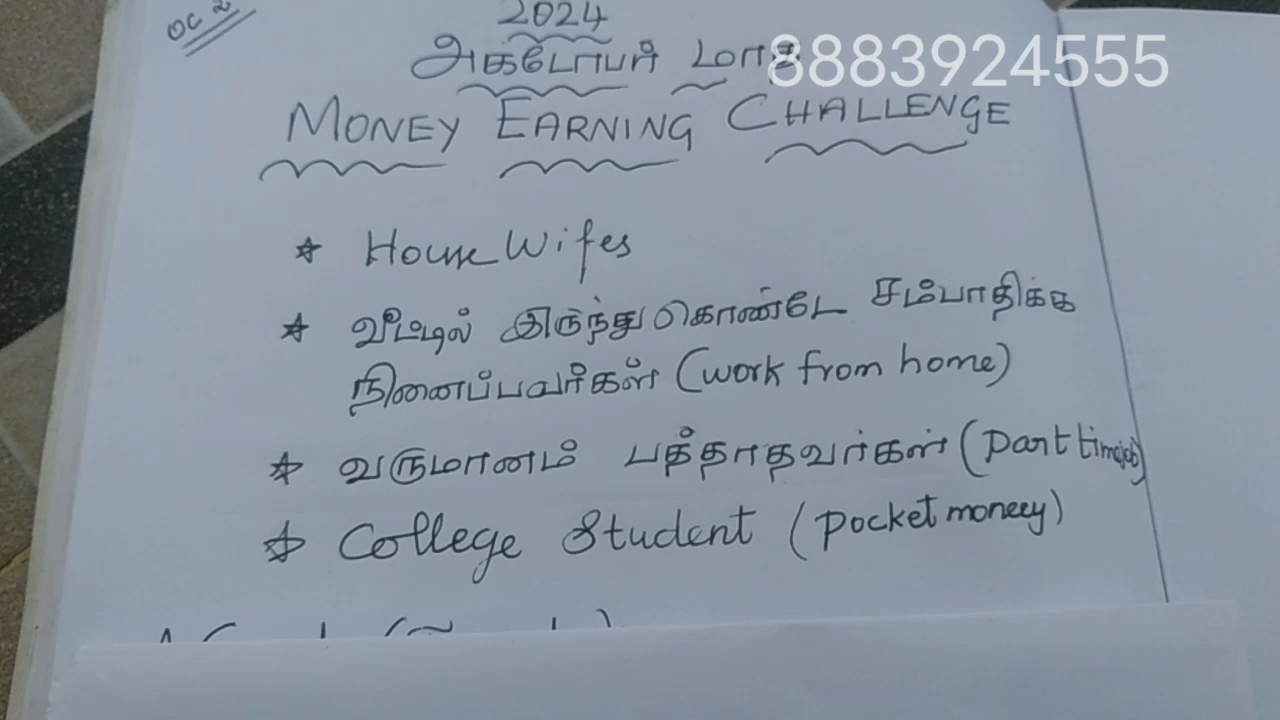 OC 2
2024
அக்டோபர் மாத
8883924555
MONEY EARNING CHALLENGE
* House Wifes
* வீட்டில் இருந்து கொண்டே சம்பாதிக்க
நினைப்பவர்கள் (work from home)
* வருமானம் பத்தாதவர்கள் (Part time job)
* College Student (pocket money)